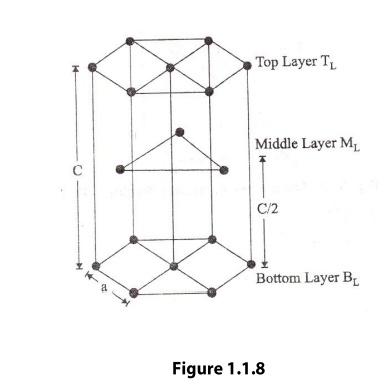 Top Layer T_L
Middle Layer M_L
C
C/2
Bottom Layer B_L
a
Figure 1.1.8